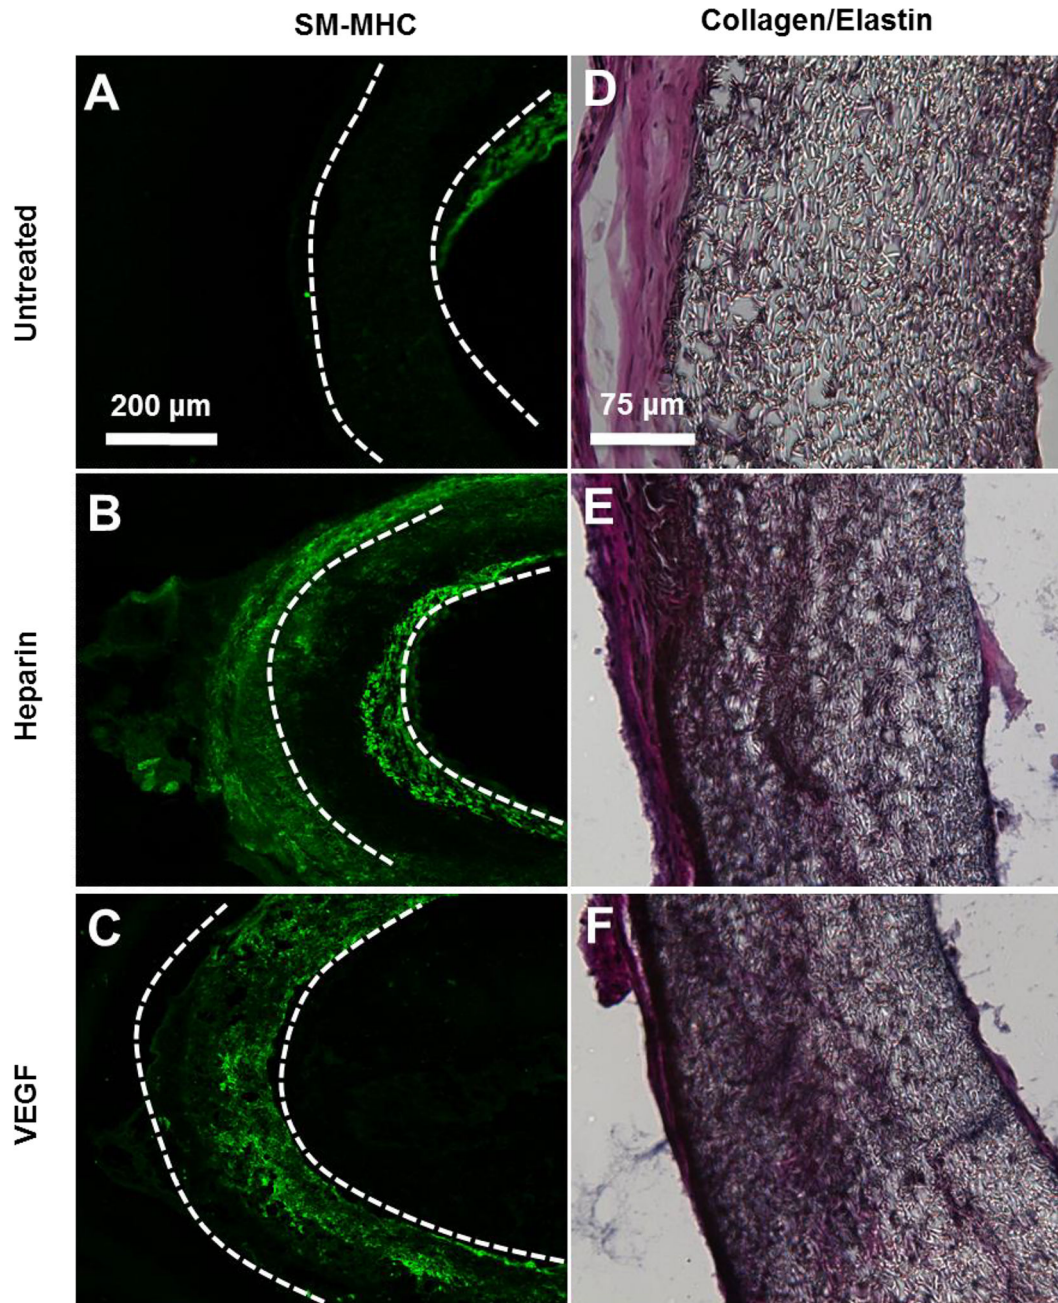 SM-MHC
Collagen/Elastin
Untreated
A
200 µm
D
75 µm
Heparin
B
E
VEGF
C
F